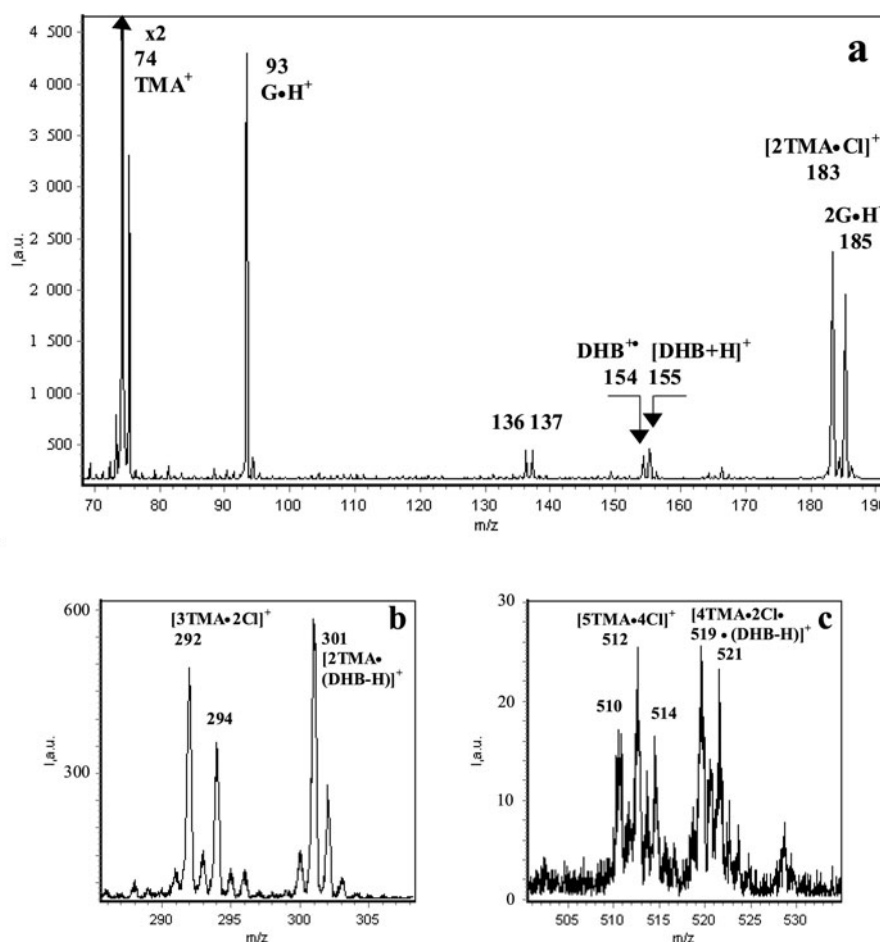 4 500
4 000
3 500
3 000
2 500
2 000
1 500
1 000
500
I,a.u.
x2
74
TMA⁺
93
G•H⁺
136 137
DHB⁺•
154
[DHB+H]⁺
155
[2TMA•Cl]⁺
183
2G•H⁺
185
a
70 80 90 100 110 120 130 140 150 160 170 180 190
m/z
600
300
I,a.u.
[3TMA•2Cl]⁺
292
294
301
[2TMA•
(DHB-H)]⁺
b
290 295 300 305
m/z
30
20
10
0
I,a.u.
[5TMA•4Cl]⁺
512
510
514
[4TMA•2Cl•
519 • (DHB-H)]⁺
521
c
505 510 515 520 525 530
m/z